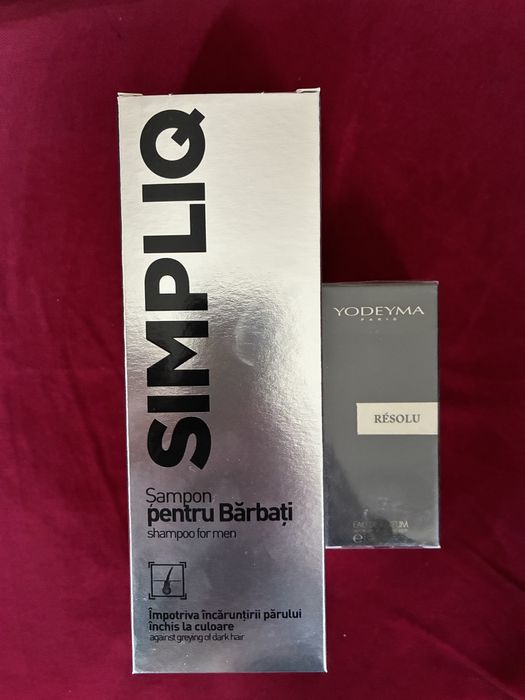 SIMPLIQ
Șampon
pentru Bărbați
shampoo for men
Împotriva încărunțirii părului
închis la culoare
against greying of dark hair
YODEYMA
PARIS
RÉSOLU
EAU DE PARFUM